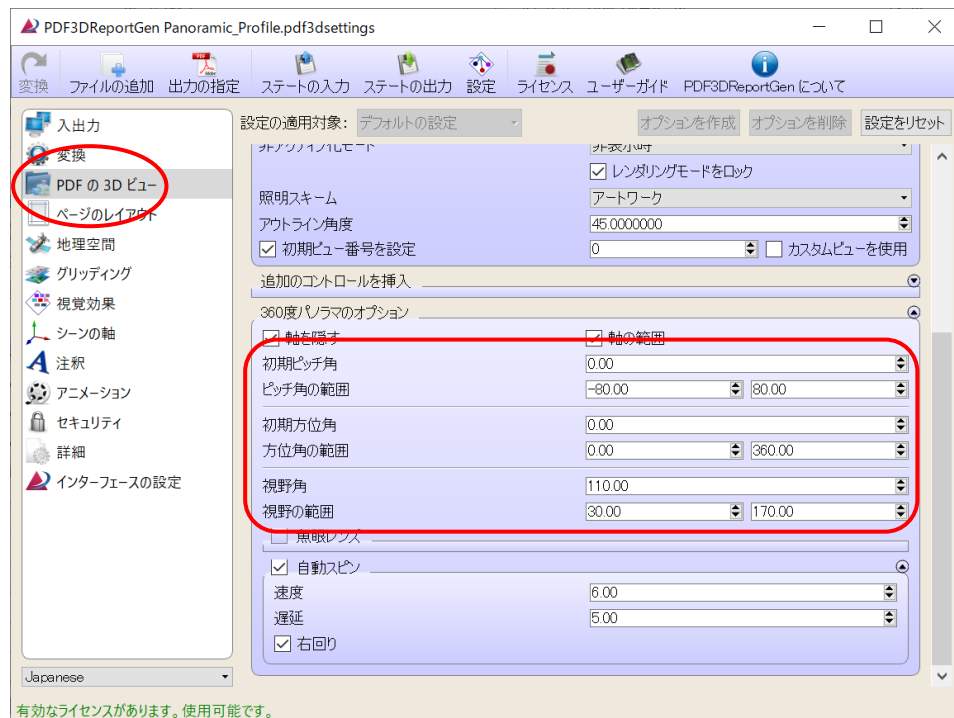 PDF3DReportGen Panoramic_Profile.pdf3dsettings
変換 ファイルの追加 出力の指定 ステートの入力 ステートの出力 設定 ライセンス ユーザーガイド PDF3DReportGen について
入出力
変換
PDF の 3D ビュー
ページのレイアウト
地理空間
グリッディング
視覚効果
シーンの軸
注釈
アニメーション
セキュリティ
詳細
インターフェースの設定
Japanese
設定の適用対象: デフォルトの設定 オプションを作成 オプションを削除 設定をリセット
非アクティブ化モード 非表示時
レンダリングモードをロック
照明スキーム アートワーク
アウトライン角度 45.0000000
初期ビュー番号を設定 0 カスタムビューを使用
追加のコントロールを挿入
360度パノラマのオプション
軸を隠す 軸の範囲
初期ピッチ角 0.00
ピッチ角の範囲 -80.00 80.00
初期方位角 0.00
方位角の範囲 0.00 360.00
視野角 110.00
視野の範囲 30.00 170.00
魚眼レンズ
自動スピン
速度 6.00
遅延 5.00
右回り
有効なライセンスがあります。使用可能です。